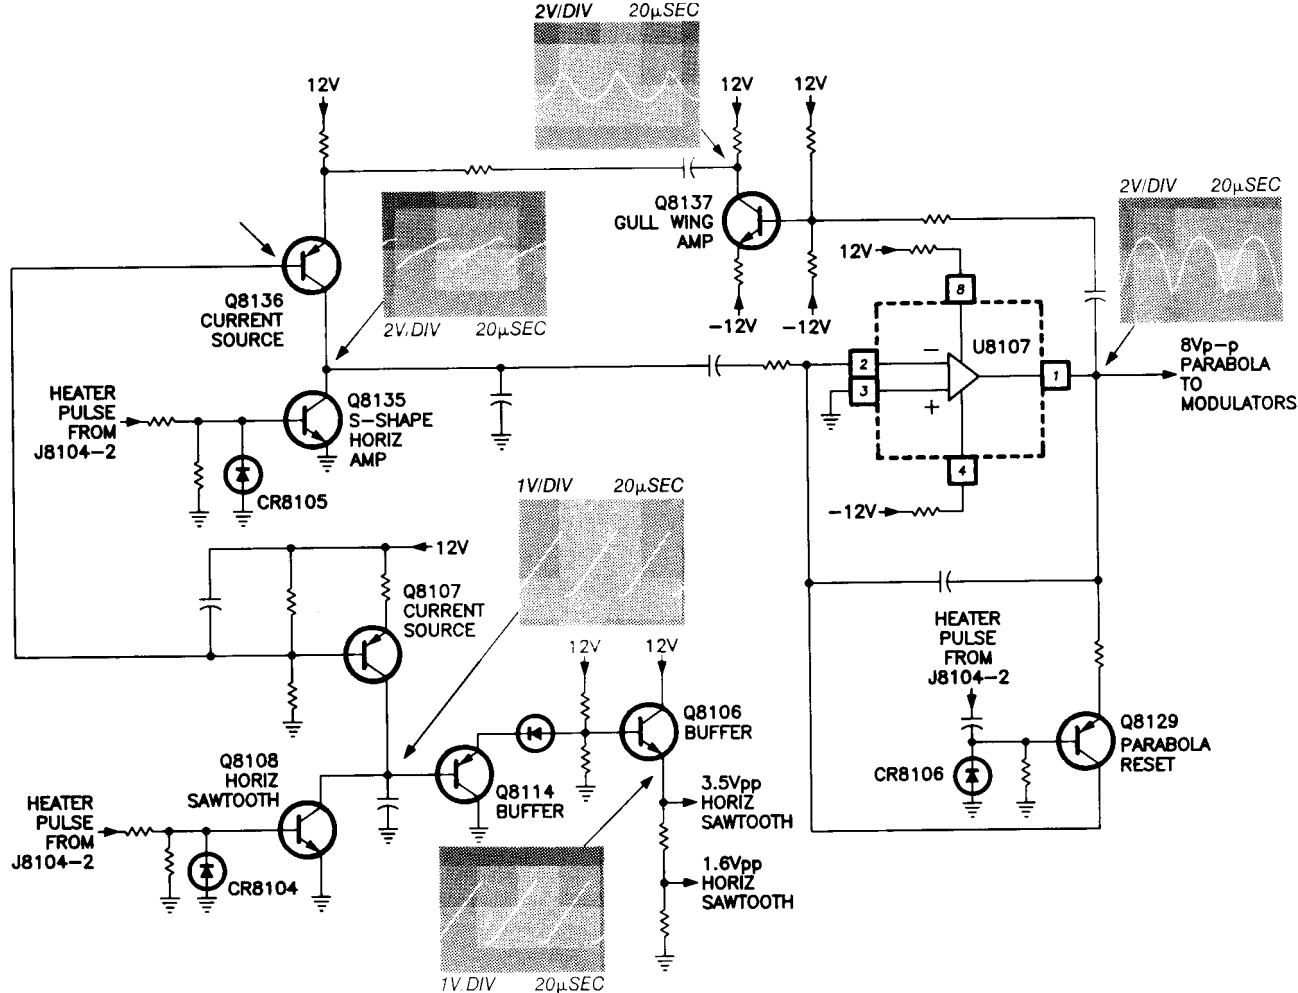 2V/DIV 20µSEC
12V
12V
12V
Q8137
GULL WING
AMP
2V/DIV 20µSEC
12V
8
Q8136
CURRENT
SOURCE
2V/DIV 20µSEC
-12V
-12V
U8107
2
3
−
+
1
8Vp-p
PARABOLA
TO
MODULATORS
HEATER
PULSE
FROM
J8104-2
Q8135
S-SHAPE
HORIZ
AMP
CR8105
4
-12V
1V/DIV 20µSEC
12V
Q8107
CURRENT
SOURCE
HEATER
PULSE
FROM
J8104-2
12V
12V
Q8106
BUFFER
Q8129
PARABOLA
RESET
CR8106
Q8108
HORIZ
SAWTOOTH
Q8114
BUFFER
3.5Vpp
HORIZ
SAWTOOTH
HEATER
PULSE
FROM
J8104-2
CR8104
1.6Vpp
HORIZ
SAWTOOTH
1V/DIV 20µSEC